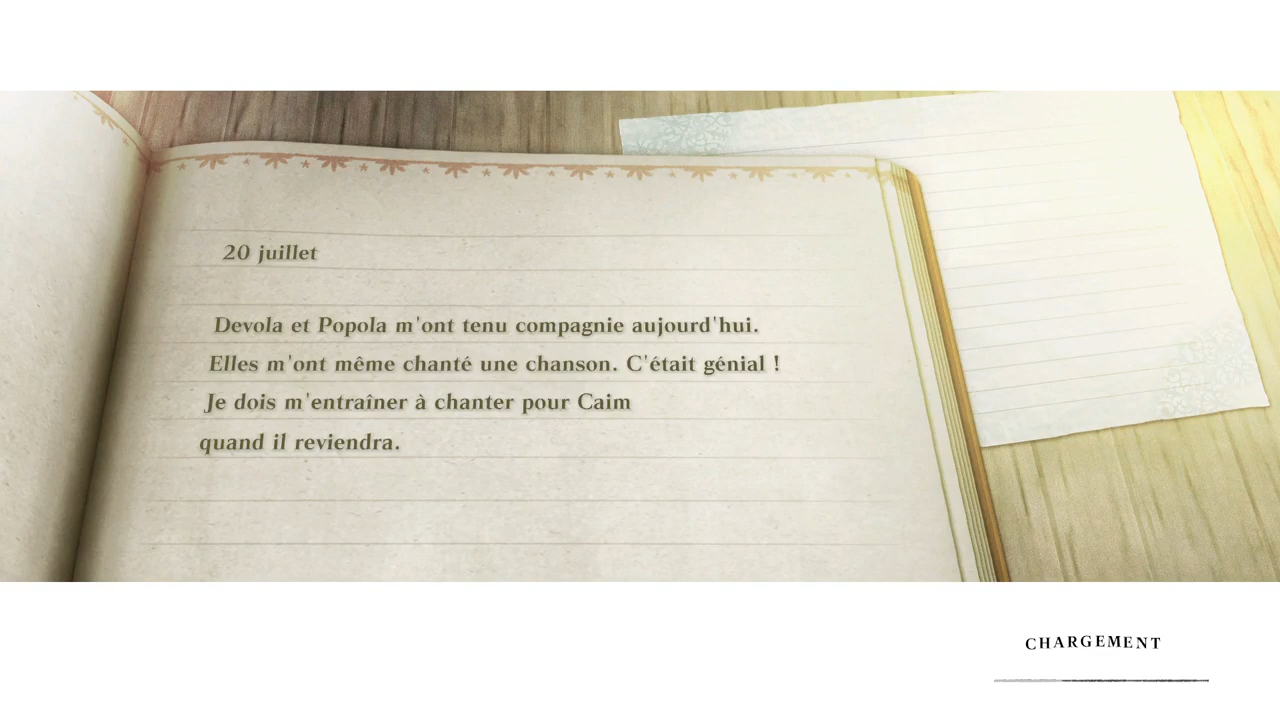 20 juillet
Devola et Popola m'ont tenu compagnie aujourd'hui.
Elles m'ont même chanté une chanson. C'était génial !
Je dois m'entraîner à chanter pour Caim
quand il reviendra.
CHARGEMENT